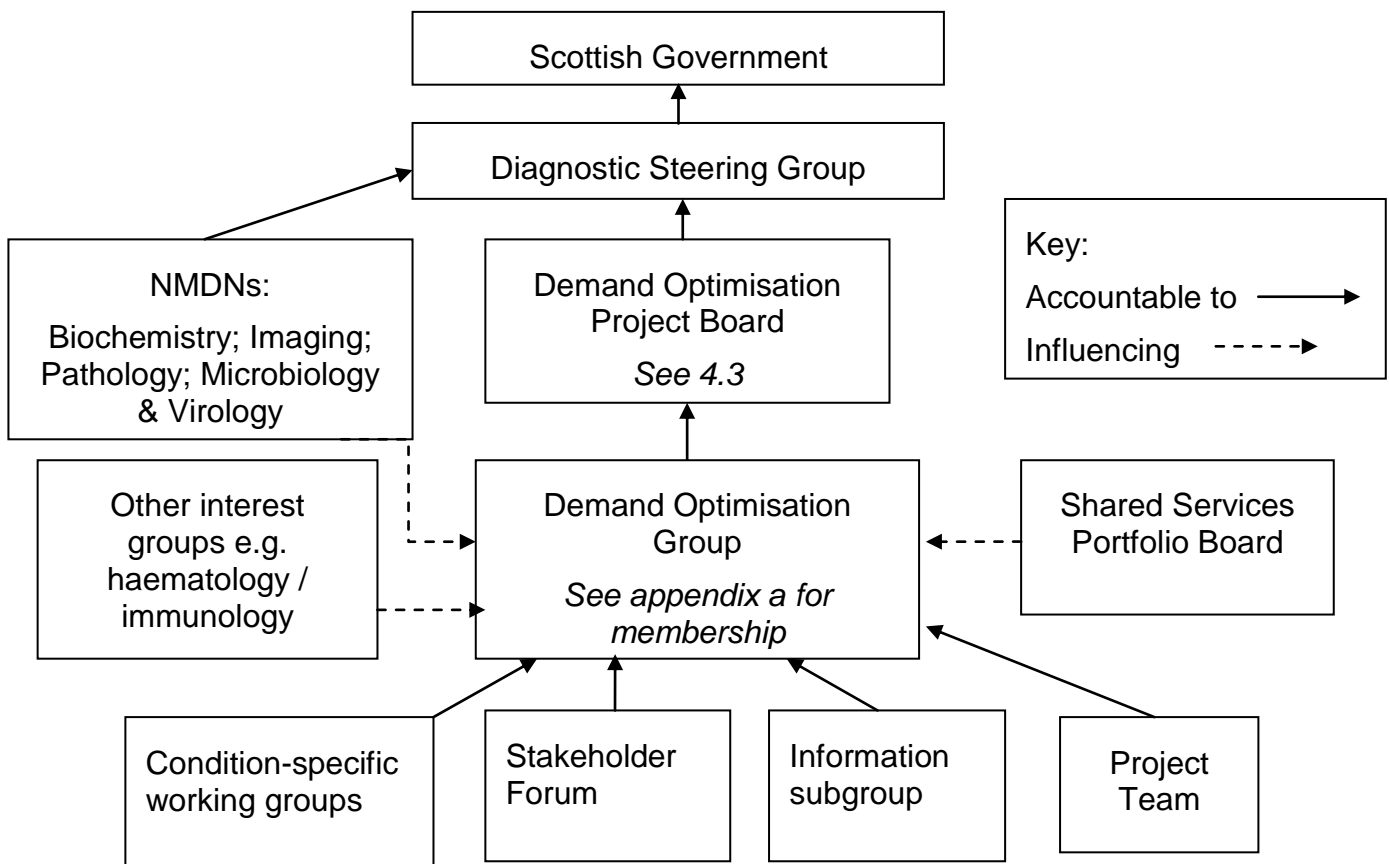 Scottish Government
Diagnostic Steering Group
NMDNs:
Biochemistry; Imaging;
Pathology; Microbiology
& Virology
Demand Optimisation
Project Board
See 4.3
Key:
Accountable to
Influencing
Other interest
groups e.g.
haematology /
immunology
Demand Optimisation
Group
See appendix a for
membership
Shared Services
Portfolio Board
Condition-specific
working groups
Stakeholder
Forum
Information
subgroup
Project
Team